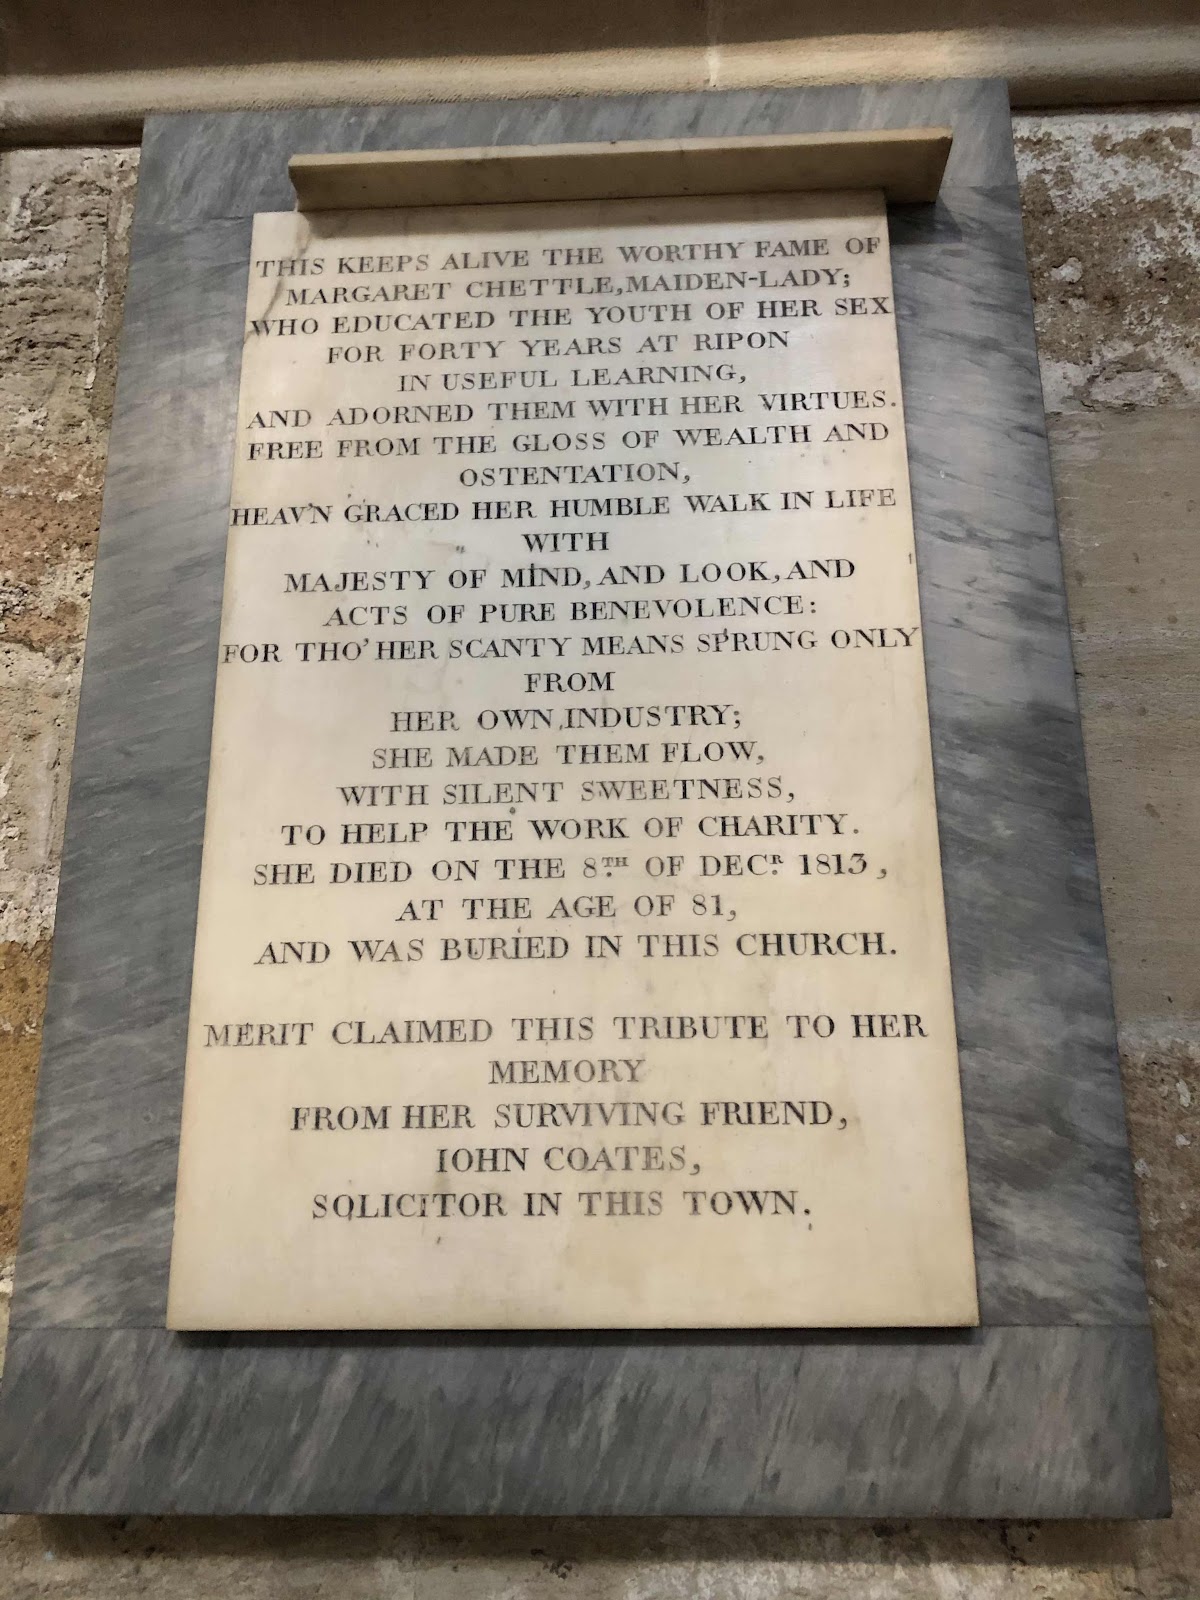 THIS KEEPS ALIVE THE WORTHY FAME OF
MARGARET CHETTLE, MAIDEN-LADY;
WHO EDUCATED THE YOUTH OF HER SEX
FOR FORTY YEARS AT RIPON
IN USEFUL LEARNING,
AND ADORNED THEM WITH HER VIRTUES.
FREE FROM THE GLOSS OF WEALTH AND
OSTENTATION,
HEAV'N GRACED HER HUMBLE WALK IN LIFE
WITH
MAJESTY OF MIND, AND LOOK, AND
ACTS OF PURE BENEVOLENCE:
FOR THO' HER SCANTY MEANS SPRUNG ONLY
FROM
HER OWN INDUSTRY;
SHE MADE THEM FLOW,
WITH SILENT SWEETNESS,
TO HELP THE WORK OF CHARITY.
SHE DIED ON THE 8TH OF DECR 1813,
AT THE AGE OF 81,
AND WAS BURIED IN THIS CHURCH.
MERIT CLAIMED THIS TRIBUTE TO HER
MEMORY
FROM HER SURVIVING FRIEND,
IOHN COATES,
SOLICITOR IN THIS TOWN.